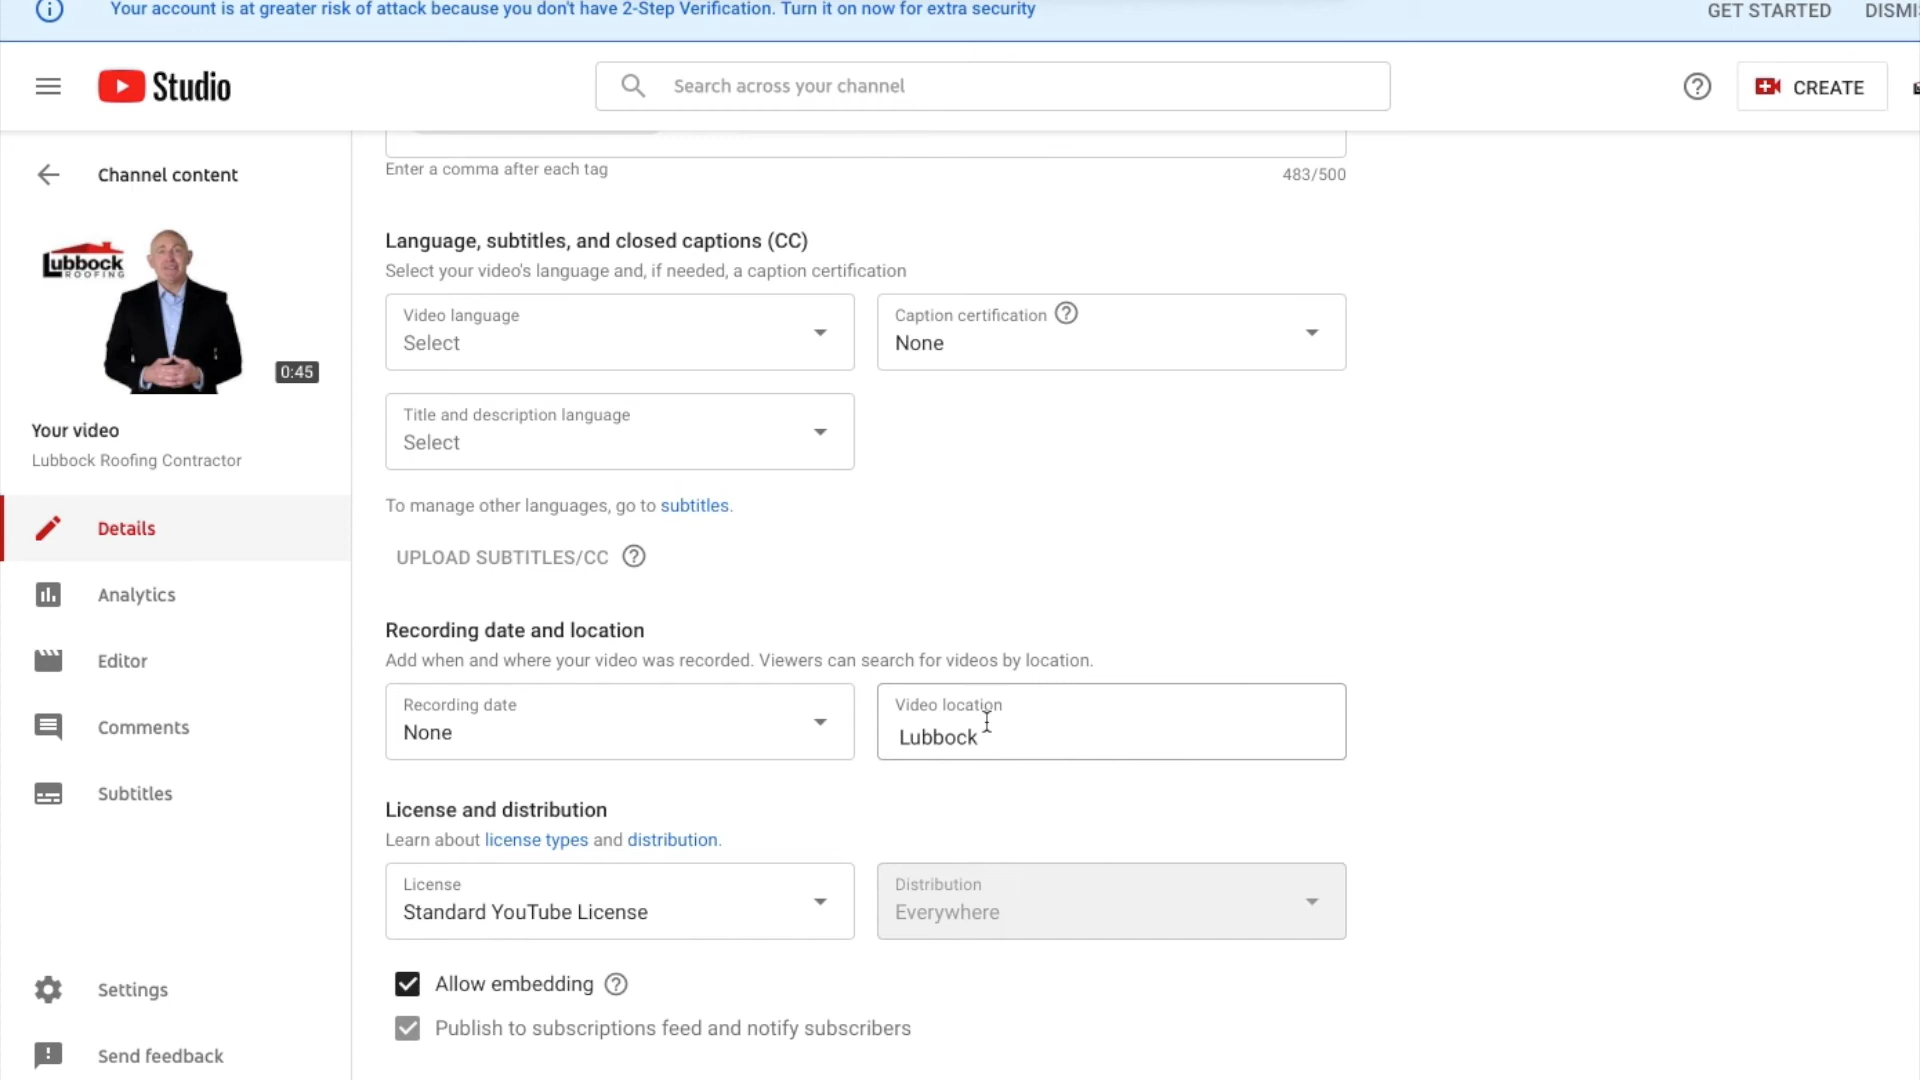 Your account is at greater risk of attack because you don't have 2-Step Verification. Turn it on now for extra security
GET STARTED
DISMI
Studio
Search across your channel
CREATE
Channel content
Lubbock
ROOFING
0:45
Your video
Lubbock Roofing Contractor
Details
Analytics
Editor
Comments
Subtitles
Settings
Send feedback
Enter a comma after each tag
483/500
Language, subtitles, and closed captions (CC)
Select your video's language and, if needed, a caption certification
Video language
Select
Caption certification
None
Title and description language
Select
To manage other languages, go to subtitles.
UPLOAD SUBTITLES/CC
Recording date and location
Add when and where your video was recorded. Viewers can search for videos by location.
Recording date
None
Video location
Lubbock
License and distribution
Learn about license types and distribution.
License
Standard YouTube License
Distribution
Everywhere
Allow embedding
Publish to subscriptions feed and notify subscribers